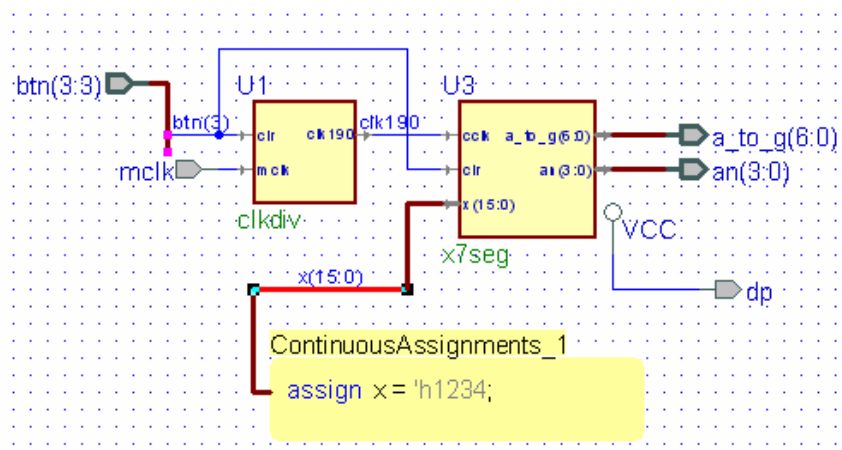 btn(3:3)
U1
U3
btn(3)
clr
clk190
mclk
clkdiv
clk190
cclk
a_to_g(6:0)
clr
an(3:0)
x(15:0)
x7seg
mclk
a_to_g(6:0)
an(3:0)
VCC
dp
x(15:0)
ContinuousAssignments_1
assign x = 'h1234;